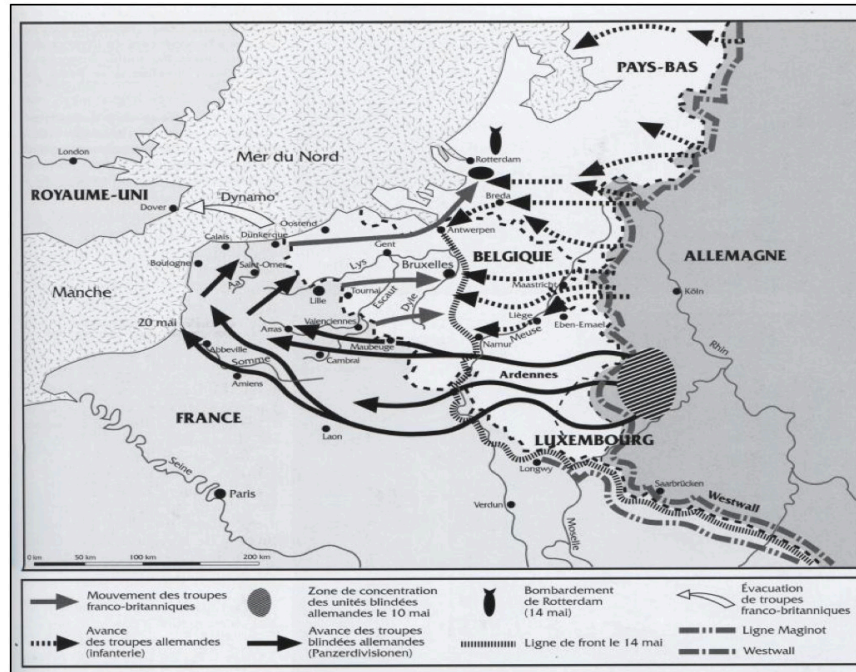 PAYS-BAS
Mer du Nord
London
Rotterdam
ROYAUME-UNI
"Dynamo"
Dover
Breda
Oostend
Antwerpen
Calais
Dunkerque
Gent
BELGIQUE
ALLEMAGNE
Boulogne
Saint-Omer
Aa
Lys
Bruxelles
Manche
Lille
Tournai
Escaut
Dyle
Maastricht
Köln
Liège
20 mai
Arras
Valenciennes
Meuse
Eben-Emael
Namur
Maubeuge
Rhin
Abbeville
Somme
Cambrai
Ardennes
Amiens
FRANCE
Laon
LUXEMBOURG
Longwy
Seine
Saarbrücken
Westwall
Paris
Verdun
Moselle
0 km
50 km
100 km
200 km
Mouvement des troupes
franco-britanniques
Zone de concentration
des unités blindées
allemandes le 10 mai
Bombardement
de Rotterdam
(14 mai)
Évacuation
de troupes
franco-britanniques
Avance
des troupes allemandes
(infanterie)
Avance des troupes
blindées allemandes
(Panzerdivisionen)
Ligne de front le 14 mai
Ligne Maginot
Westwall